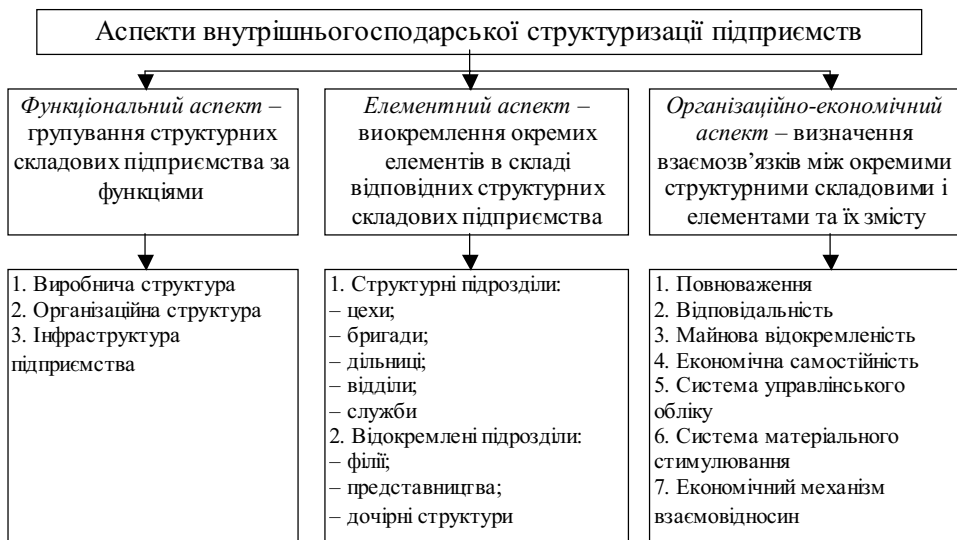 Аспекти внутрішньогосподарської структуризації підприємств
Функціональний аспект –
групування структурних
складових підприємства за
функціями
Елементний аспект –
виокремлення окремих
елементів в складі
відповідних структурних
складових підприємства
Організаційно-економічний
аспект – визначення
взаємозв’язків між окремими
структурними складовими і
елементами та їх змісту
1. Виробнича структура
2. Організаційна структура
3. Інфраструктура
підприємства
1. Структурні підрозділи:
– цехи;
– бригади;
– дільниці;
– відділи;
– служби
2. Відокремлені підрозділи:
– філії;
– представництва;
– дочірні структури
1. Повноваження
2. Відповідальність
3. Майнова відокремленість
4. Економічна самостійність
5. Система управлінського
обліку
6. Система матеріального
стимулювання
7. Економічний механізм
взаємовідносин